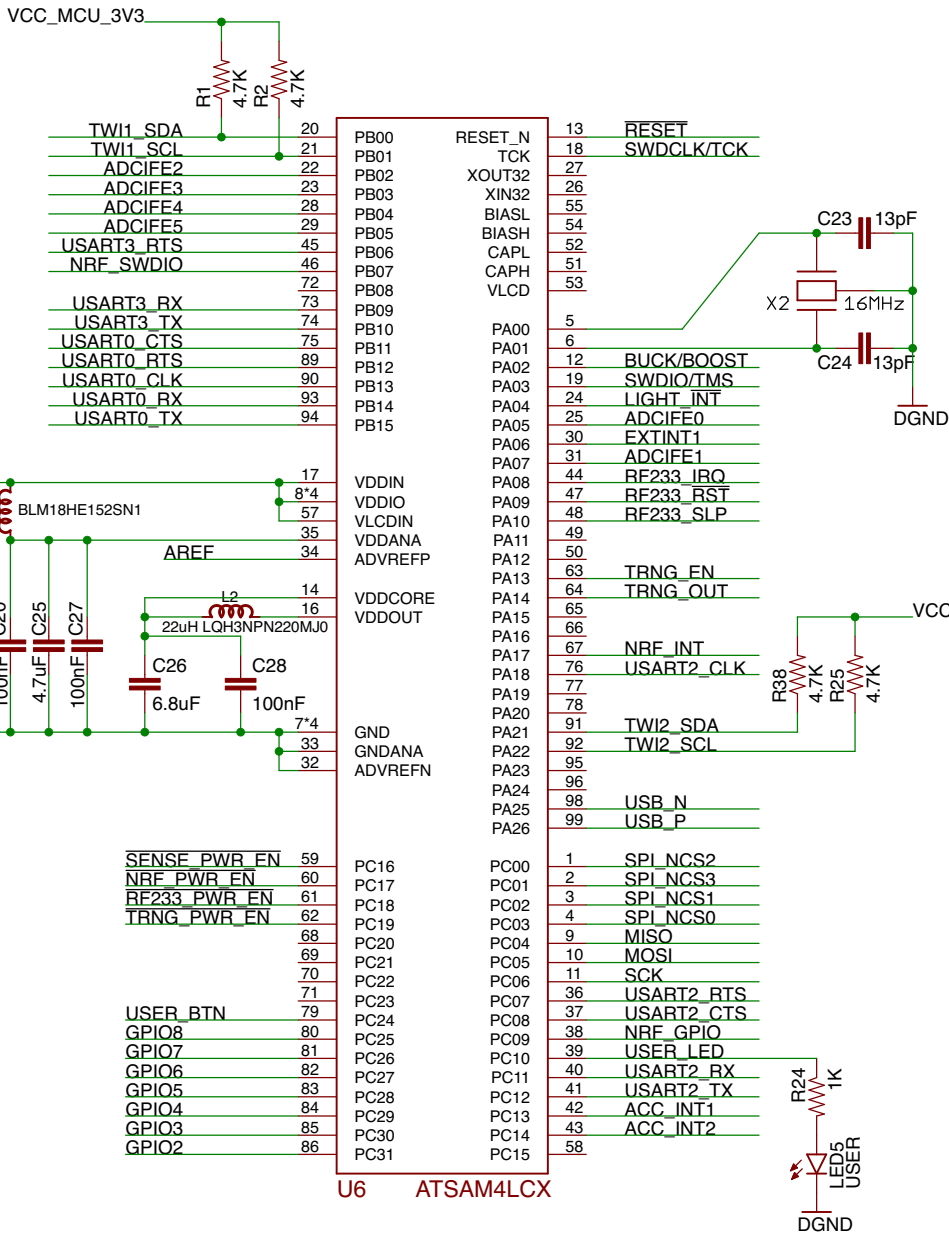 VCC_MCU_3V3
R1 4.7K R2 4.7K
TWI1_SDA 20 PB00 RESET_N 13 RESET
TWI1_SCL 21 PB01 TCK 18 SWDCLK/TCK
ADCIFE2 22 PB02 XOUT32 27
ADCIFE3 23 PB03 XIN32 26
ADCIFE4 28 PB04 BIASL 55
ADCIFE5 29 PB05 BIASH 54
C23 13pF
USART3_RTS 45 PB06 CAPL 52
NRF_SWDIO 46 PB07 CAPH 51
72 PB08 VLCD 53
X2 16MHz
USART3_RX 73 PB09
USART3_TX 74 PB10 PA00 5
USART0_CTS 75 PB11 PA01 6
USART0_RTS 89 PB12 PA02 12 BUCK/BOOST
C24 13pF
USART0_CLK 90 PB13 PA03 19 SWDIO/TMS
USART0_RX 93 PB14 PA04 24 LIGHT_INT
USART0_TX 94 PB15 PA05 25 ADCIFE0
DGND
PA06 30 EXTINT1
PA07 31 ADCIFE1
17 VDDIN PA08 44 RF233_IRQ
8*4 VDDIO PA09 47 RF233_RST
BLM18HE152SN1
57 VLCDIN PA10 48 RF233_SLP
35 VDDANA PA11 49
AREF 34 ADVREFP PA12 50
PA13 63 TRNG_EN
14 VDDCORE PA14 64 TRNG_OUT
L2
16 VDDOUT PA15 65
VCC
22uH LQH3NPN220MJ0
PA16 66
C20 100nF C25 4.7uF C27 100nF
PA17 67 NRF_INT
C26 6.8uF C28 100nF
PA18 76 USART2_CLK
R38 4.7K R25 4.7K
PA19 77
PA20 78
7*4 GND PA21 91 TWI2_SDA
33 GNDANA PA22 92 TWI2_SCL
32 ADVREFN PA23 95
PA24 96
PA25 98 USB_N
PA26 99 USB_P
SENSE_PWR_EN 59 PC16 PC00 1 SPI_NCS2
NRF_PWR_EN 60 PC17 PC01 2 SPI_NCS3
RF233_PWR_EN 61 PC18 PC02 3 SPI_NCS1
TRNG_PWR_EN 62 PC19 PC03 4 SPI_NCS0
68 PC20 PC04 9 MISO
69 PC21 PC05 10 MOSI
70 PC22 PC06 11 SCK
71 PC23 PC07 36 USART2_RTS
USER_BTN 79 PC24 PC08 37 USART2_CTS
GPIO8 80 PC25 PC09 38 NRF_GPIO
GPIO7 81 PC26 PC10 39 USER_LED
GPIO6 82 PC27 PC11 40 USART2_RX
R24 1K
GPIO5 83 PC28 PC12 41 USART2_TX
GPIO4 84 PC29 PC13 42 ACC_INT1
GPIO3 85 PC30 PC14 43 ACC_INT2
GPIO2 86 PC31 PC15 58
LED5 USER
U6 ATSAM4LCX
DGND